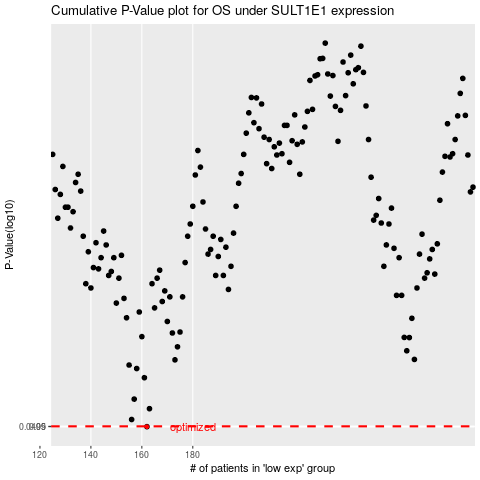 Cumulative P-Value plot for OS under SULT1E1 expression
P-Value(log10)
optimized
120 140 160 180
# of patients in 'low exp' group